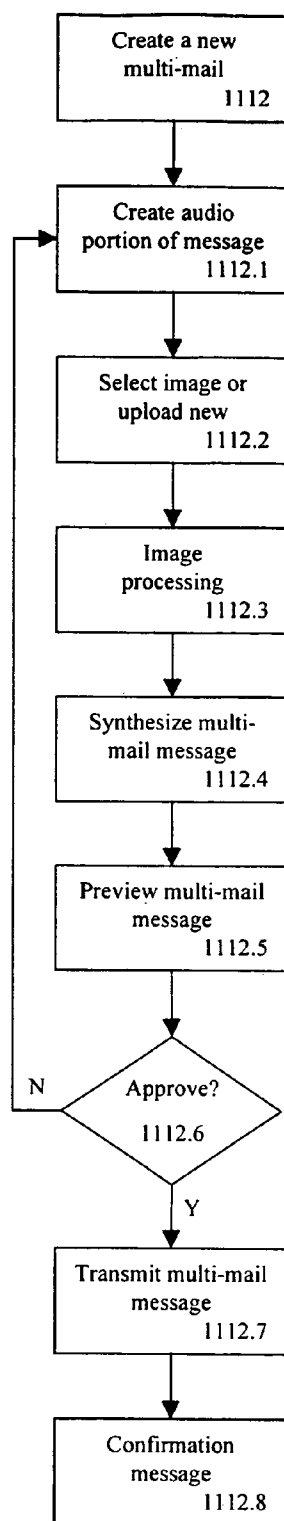 Create a new
multi-mail
1112
Create audio
portion of message
1112.1
Select image or
upload new
1112.2
Image
processing
1112.3
Synthesize multi-
mail message
1112.4
Preview multi-mail
message
1112.5
Approve?
N
1112.6
Y
Transmit multi-mail
message
1112.7
Confirmation
message
1112.8